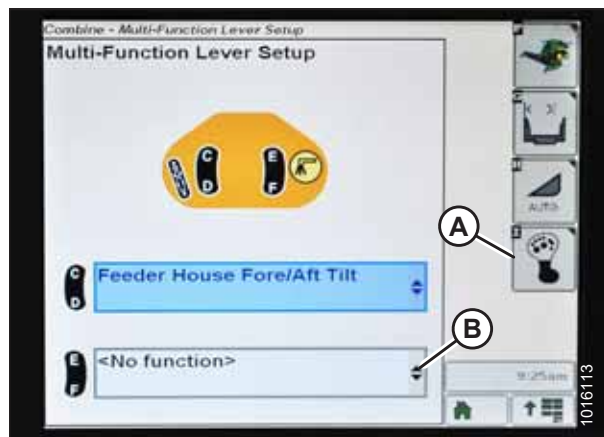 Combine - Multi-Function Lever Setup
Multi-Function Lever Setup
C
D
E
F
C
D
Feeder House Fore/Aft Tilt
E
F
<No function>
AUTO
A
B
9:25am
1016113